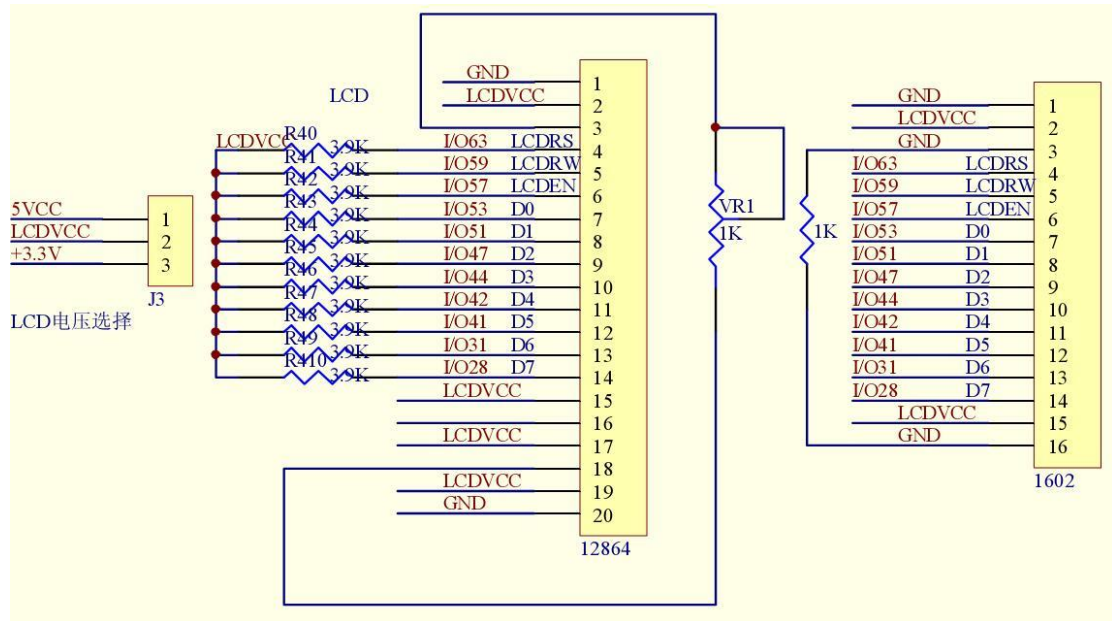 LCD
5VCC
LCDVCC
+3.3V
1
2
3
J3
LCD电压选择
LCDVCC
R40 3.9K
R41 3.9K
R42 3.9K
R43 3.9K
R44 3.9K
R45 3.9K
R46 3.9K
R47 3.9K
R48 3.9K
R49 3.9K
R410 3.9K
GND 1
LCDVCC 2
3
I/O63 LCDRS 4
I/O59 LCDRW 5
I/O57 LCDEN 6
I/O53 D0 7
I/O51 D1 8
I/O47 D2 9
I/O44 D3 10
I/O42 D4 11
I/O41 D5 12
I/O31 D6 13
I/O28 D7 14
LCDVCC 15
16
LCDVCC 17
18
LCDVCC 19
GND 20
12864
VR1
1K
1K
GND 1
LCDVCC 2
GND 3
I/O63 LCDRS 4
I/O59 LCDRW 5
I/O57 LCDEN 6
I/O53 D0 7
I/O51 D1 8
I/O47 D2 9
I/O44 D3 10
I/O42 D4 11
I/O41 D5 12
I/O31 D6 13
I/O28 D7 14
LCDVCC 15
GND 16
1602